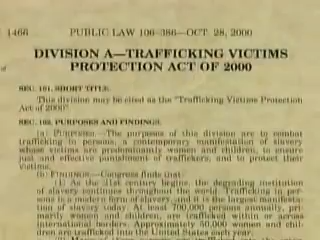 1466 PUBLIC LAW 106-386—OCT. 28, 2000
DIVISION A—TRAFFICKING VICTIMS
PROTECTION ACT OF 2000
SEC. 101. SHORT TITLE.
This division may be cited as the "Trafficking Victims Protection
Act of 2000".
SEC. 102. PURPOSES AND FINDINGS.
(a) PURPOSES.—The purposes of this division are to combat
trafficking in persons, a contemporary manifestation of slavery
whose victims are predominantly women and children, to ensure
just and effective punishment of traffickers, and to protect their
victims.
(b) FINDINGS.—Congress finds that:
(1) As the 21st century begins, the degrading institution
of slavery continues throughout the world. Trafficking in per-
sons is a modern form of slavery, and it is the largest manifesta-
tion of slavery today. At least 700,000 persons annually, pri-
marily women and children, are trafficked within or across
international borders. Approximately 50,000 women and chil-
dren are trafficked into the United States each year.